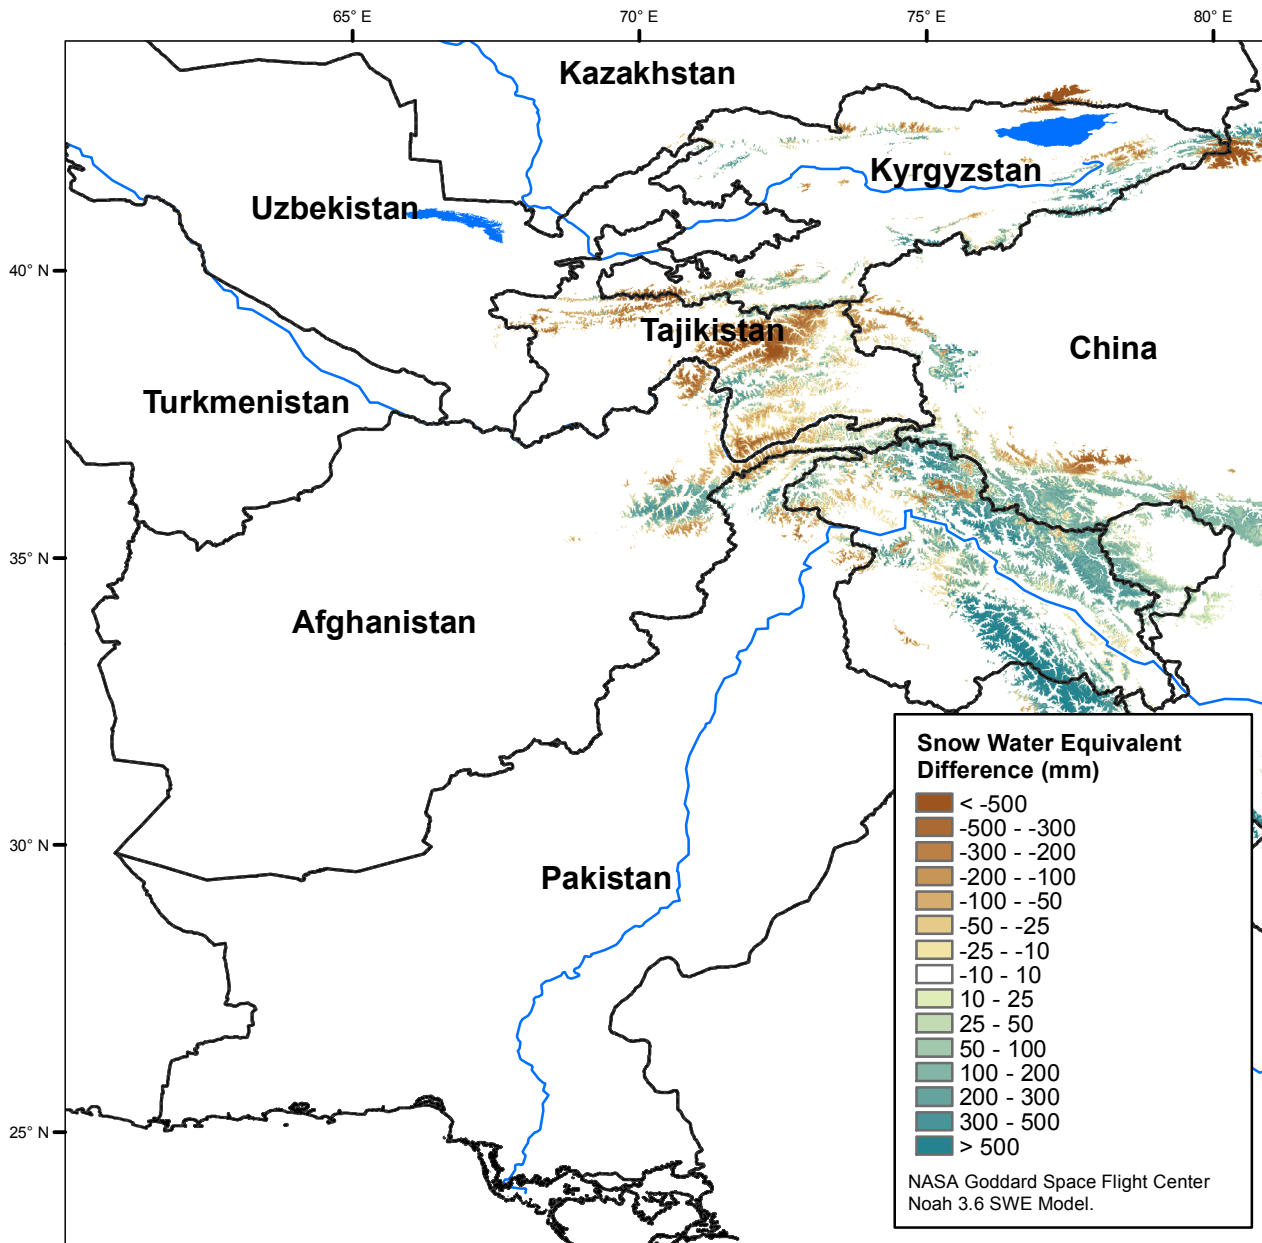 65° E
70° E
75° E
80° E
Kazakhstan
Kyrgyzstan
Uzbekistan
40° N
Tajikistan
China
Turkmenistan
35° N
Afghanistan
Snow Water Equivalent
Difference (mm)
< -500
-500 - -300
-300 - -200
-200 - -100
-100 - -50
-50 - -25
-25 - -10
-10 - 10
10 - 25
25 - 50
50 - 100
100 - 200
200 - 300
300 - 500
> 500
NASA Goddard Space Flight Center
Noah 3.6 SWE Model.
30° N
Pakistan
25° N